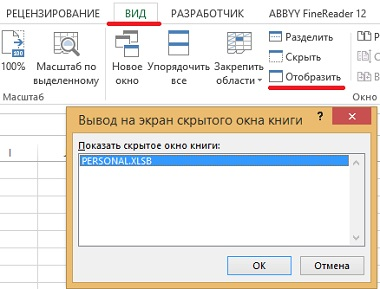 РЕЦЕНЗИРОВАНИЕ ВИД РАЗРАБОТЧИК ABBYY FineReader 12
100% Масштаб по выделенному
Новое окно
Упорядочить все
Закрепить области
Разделить
Скрыть
Отобразить
Масштаб
Окно
Вывод на экран скрытого окна книги
? ×
Показать скрытое окно книги:
PERSONAL.XLSB
ОК Отмена